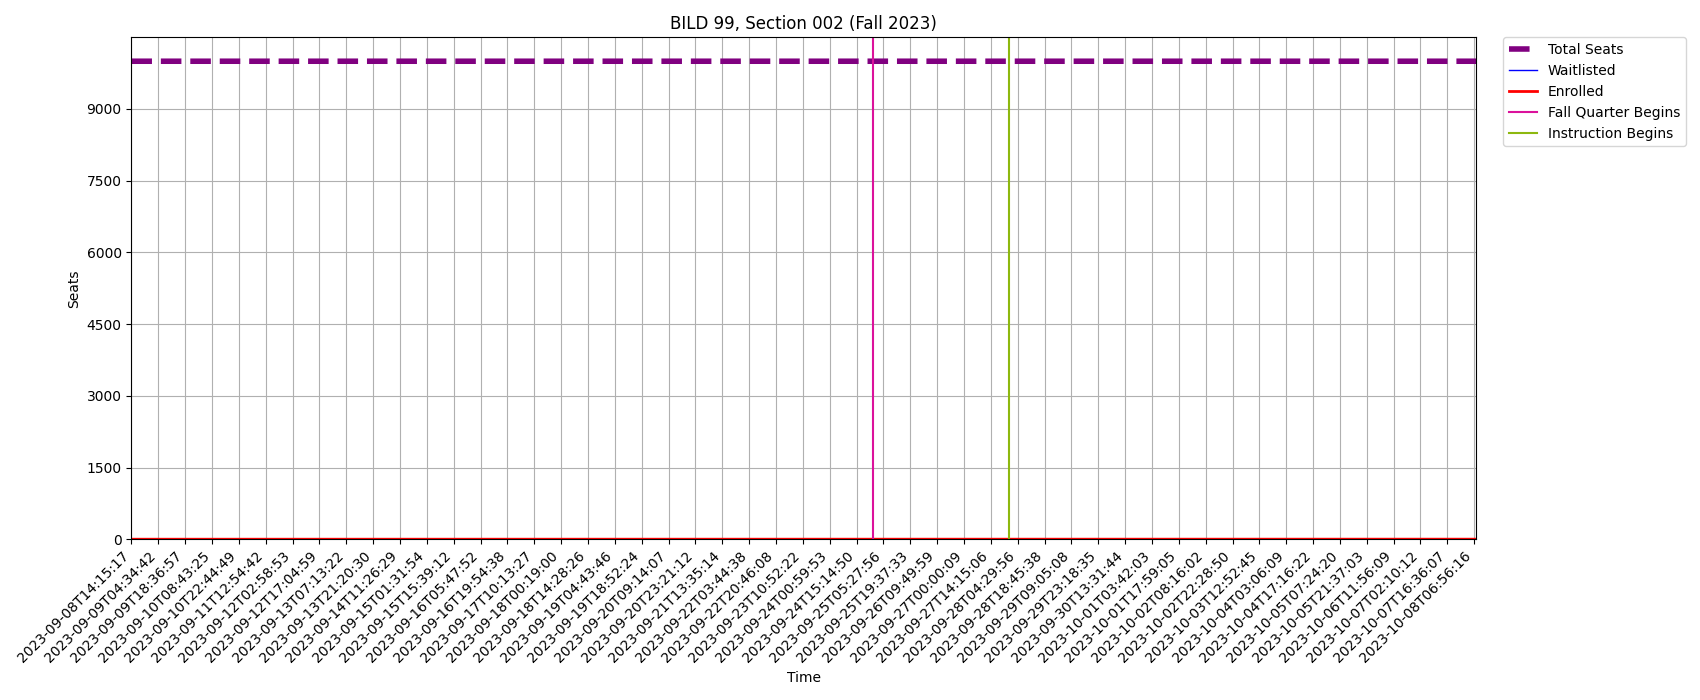 BILD 99, Section 002 (Fall 2023)
Total Seats
Waitlisted
Enrolled
Fall Quarter Begins
Instruction Begins
9000
7500
6000
4500
3000
1500
0
Seats
2023-09-08T14:15:17
2023-09-09T04:34:42
2023-09-09T18:36:57
2023-09-10T08:43:25
2023-09-10T22:44:49
2023-09-11T12:54:42
2023-09-12T02:58:53
2023-09-12T17:04:59
2023-09-13T07:13:22
2023-09-13T21:20:30
2023-09-14T11:26:29
2023-09-15T01:31:54
2023-09-15T15:39:12
2023-09-16T05:47:52
2023-09-16T19:54:38
2023-09-17T10:13:27
2023-09-18T00:19:00
2023-09-18T14:28:26
2023-09-19T04:43:46
2023-09-19T18:52:24
2023-09-20T09:14:07
2023-09-20T23:21:12
2023-09-21T13:35:14
2023-09-22T03:44:38
2023-09-22T20:46:08
2023-09-23T10:52:22
2023-09-24T00:59:53
2023-09-24T15:14:50
2023-09-25T05:27:56
2023-09-25T19:37:33
2023-09-26T09:49:59
2023-09-27T00:00:09
2023-09-27T14:15:06
2023-09-28T04:29:56
2023-09-28T18:45:38
2023-09-29T09:05:08
2023-09-29T23:18:35
2023-09-30T13:31:44
2023-10-01T03:42:03
2023-10-01T17:59:05
2023-10-02T08:16:02
2023-10-02T22:28:50
2023-10-03T12:52:45
2023-10-04T03:06:09
2023-10-04T17:16:22
2023-10-05T07:24:20
2023-10-05T21:37:03
2023-10-06T11:56:09
2023-10-07T02:10:12
2023-10-07T16:36:07
2023-10-08T06:56:16
Time